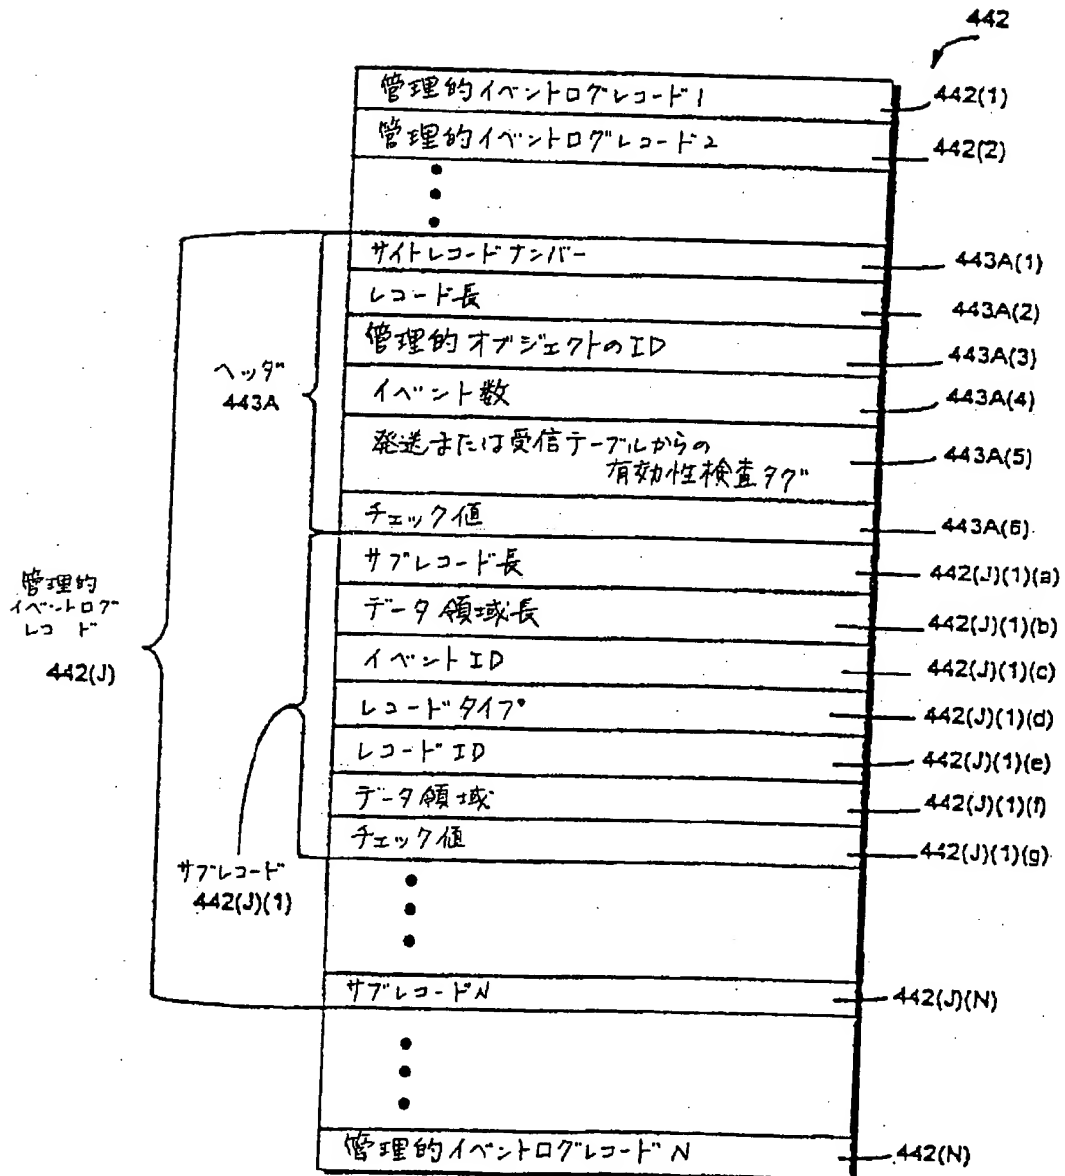 442
管理的イベントログレコード1 442(1)
管理的イベントログレコード2 442(2)
サイトレコードナンバー 443A(1)
レコード長 443A(2)
管理的オブジェクトのID 443A(3)
ヘッダ
443A
イベント数 443A(4)
発送または受信テーブルからの
有効性検査タグ 443A(5)
チェック値 443A(6)
サブレコード長 442(J)(1)(a)
管理的
イベントログ
レコード
442(J)
データ領域長 442(J)(1)(b)
イベントID 442(J)(1)(c)
レコードタイプ 442(J)(1)(d)
レコードID 442(J)(1)(e)
データ領域 442(J)(1)(f)
チェック値 442(J)(1)(g)
サブレコード
442(J)(1)
サブレコードN 442(J)(N)
管理的イベントログレコードN 442(N)